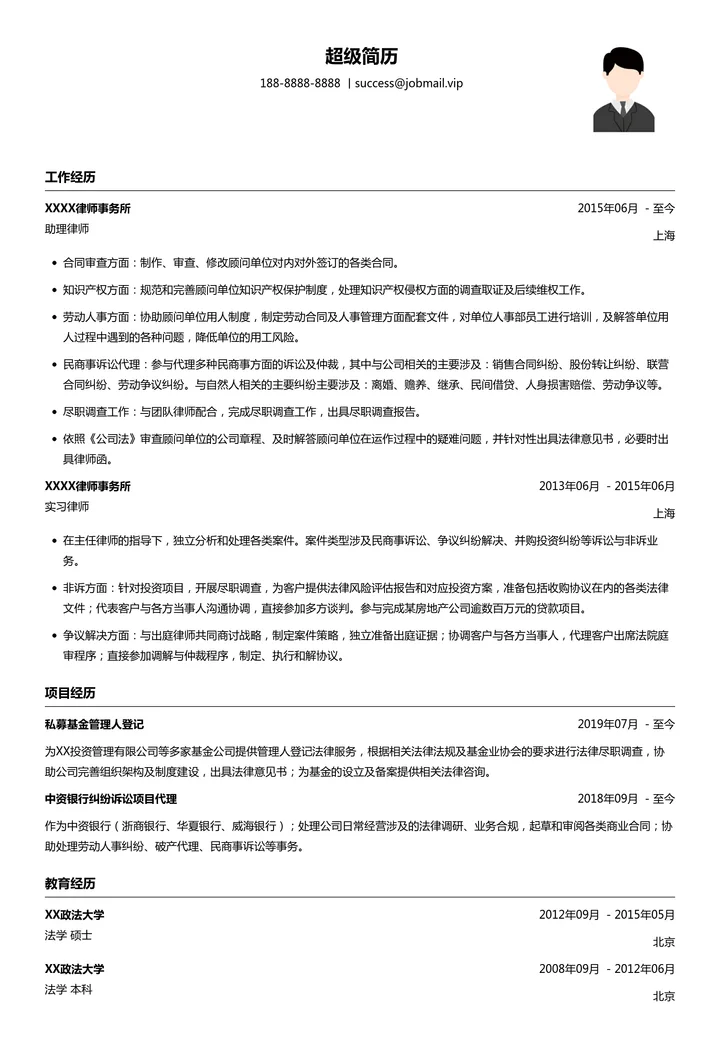 超级简历
188-8888-8888 | success@jobmail.vip
工作经历
XXXX律师事务所 2015年06月 - 至今
助理律师
上海
• 合同审查方面：制作、审查、修改顾问单位对内对外签订的各类合同。
• 知识产权方面：规范和完善顾问单位知识产权保护制度，处理知识产权侵权方面的调查取证及后续维权工作。
• 劳动人事方面：协助顾问单位用人制度，制定劳动合同及人事管理方面配套文件，对单位人事部员工进行培训，及解答单位用
人过程中遇到的各种问题，降低单位的用工风险。
• 民商事诉讼代理：参与代理多种民商事方面的诉讼及仲裁，其中与公司相关的主要涉及：销售合同纠纷、股份转让纠纷、联营
合同纠纷、劳动争议纠纷。与自然人相关的主要纠纷主要涉及：离婚、赡养、继承、民间借贷、人身损害赔偿、劳动争议等。
• 尽职调查工作：与团队律师配合，完成尽职调查工作，出具尽职调查报告。
• 依照《公司法》审查顾问单位的公司章程、及时解答顾问单位在运作过程中的疑难问题，并针对性出具法律意见书，必要时出
具律师函。
XXXX律师事务所 2013年06月 - 2015年06月
实习律师
上海
• 在主任律师的指导下，独立分析和处理各类案件。案件类型涉及民商事诉讼、争议纠纷解决、并购投资纠纷等诉讼与非诉业
务。
• 非诉方面：针对投资项目，开展尽职调查，为客户提供法律风险评估报告和对应投资方案，准备包括收购协议在内的各类法律
文件；代表客户与各方当事人沟通协调，直接参加多方谈判。参与完成某房地产公司逾数百万元的贷款项目。
• 争议解决方面：与出庭律师共同商讨战略，制定案件策略，独立准备出庭证据；协调客户与各方当事人，代理客户出席法院庭
审程序；直接参加调解与仲裁程序，制定、执行和解协议。
项目经历
私募基金管理人登记 2019年07月 - 至今
为XX投资管理有限公司等多家基金公司提供管理人登记法律服务，根据相关法律法规及基金业协会的要求进行法律尽职调查，协
助公司完善组织架构及制度建设，出具法律意见书；为基金的设立及备案提供相关法律咨询。
中资银行纠纷诉讼项目代理 2018年09月 - 至今
作为中资银行（浙商银行、华夏银行、威海银行）；处理公司日常经营涉及的法律调研、业务合规，起草和审阅各类商业合同；协
助处理劳动人事纠纷、破产代理、民商事诉讼等事务。
教育经历
XX政法大学 2012年09月 - 2015年05月
法学 硕士
北京
XX政法大学 2008年09月 - 2012年06月
法学 本科
北京